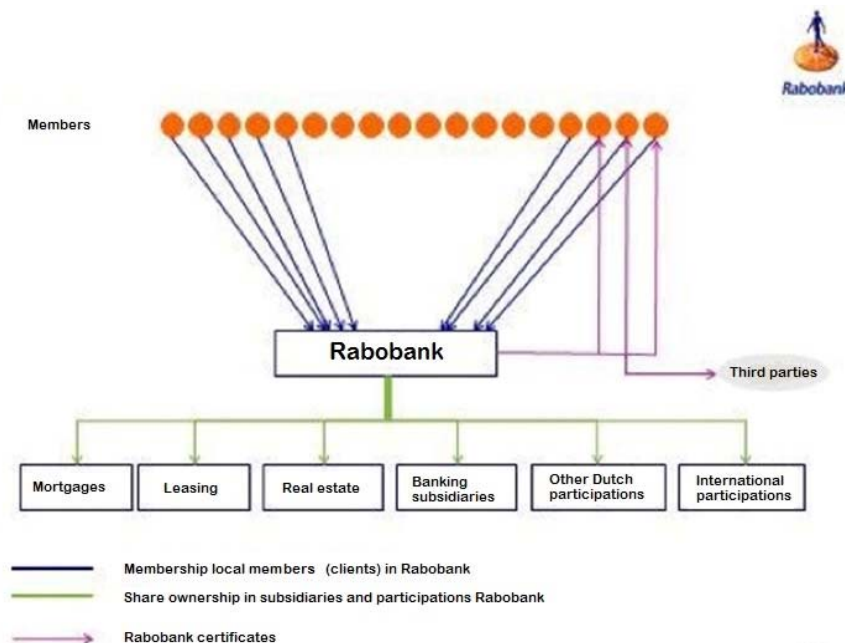 Rabobank
Members
Rabobank
Third parties
Mortgages
Leasing
Real estate
Banking
subsidiaries
Other Dutch
participations
International
participations
Membership local members (clients) in Rabobank
Share ownership in subsidiaries and participations Rabobank
Rabobank certificates